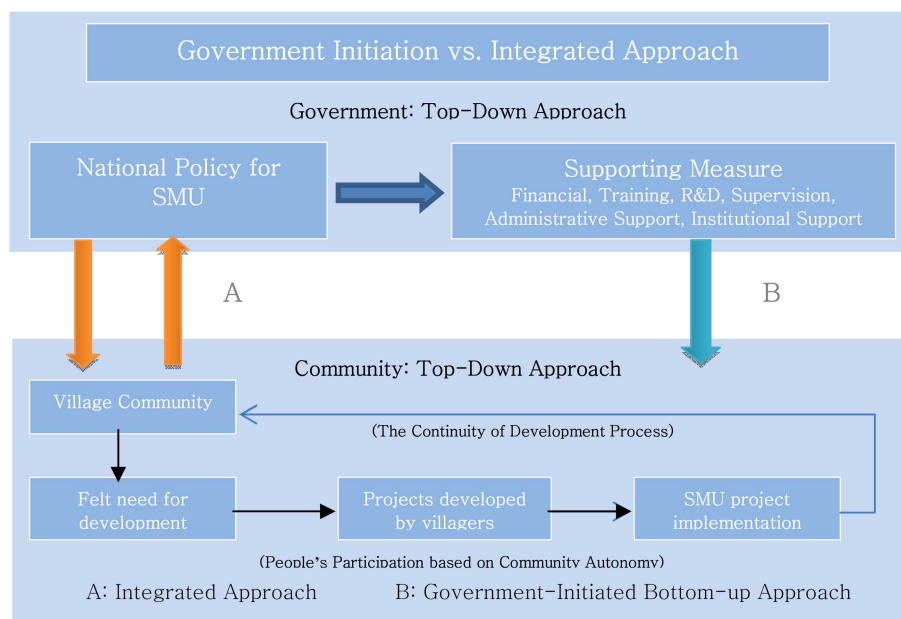 Government Initiation vs. Integrated Approach
Government: Top-Down Approach
National Policy for
SMU
Supporting Measure
Financial, Training, R&D, Supervision,
Administrative Support, Institutional Support
A
B
Community: Top-Down Approach
Village Community
(The Continuity of Development Process)
Felt need for
development
Projects developed
by villagers
SMU project
implementation
(People's Participation based on Community Autonomy)
A: Integrated Approach
B: Government-Initiated Bottom-up Approach